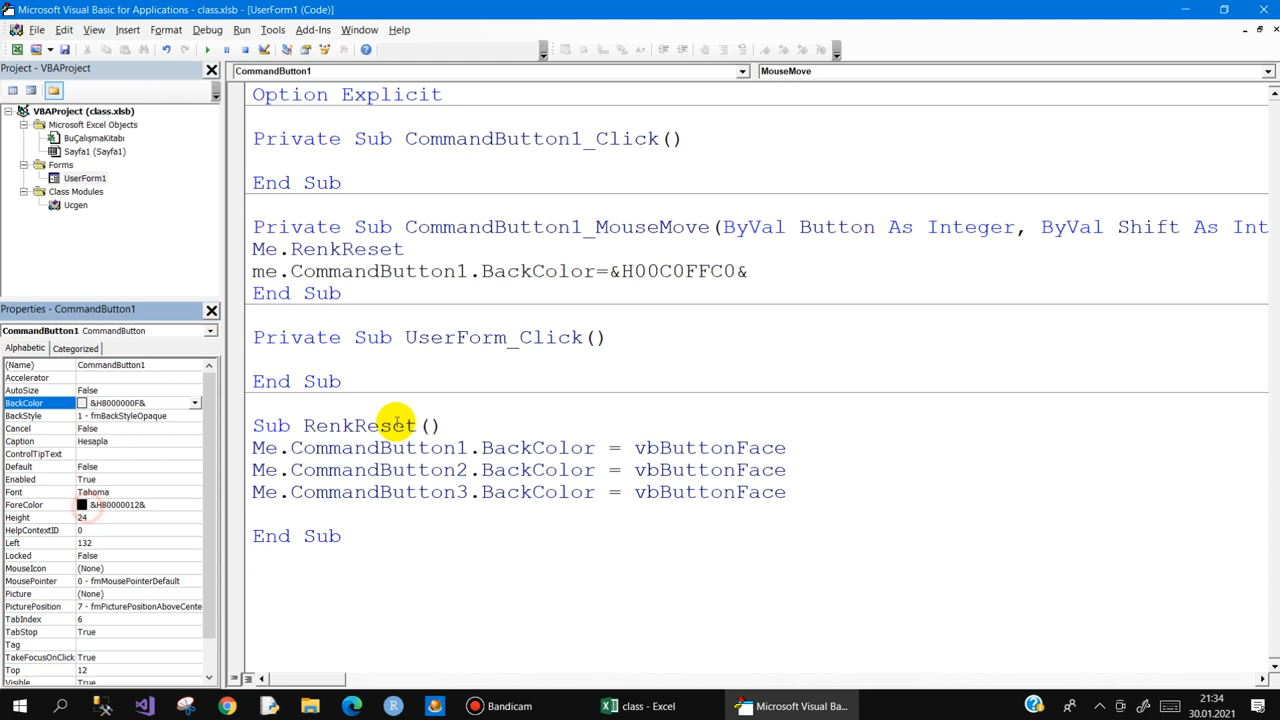 Microsoft Visual Basic for Applications - class.xlsb - [UserForm1 (Code)]
File Edit View Insert Format Debug Run Tools Add-Ins Window Help
Project - VBAProject
VBAProject (class.xlsb)
Microsoft Excel Objects
BuÇalışmaKitabı
Sayfa1 (Sayfa1)
Forms
UserForm1
Class Modules
Ucgen
Properties - CommandButton1
CommandButton1 CommandButton
Alphabetic Categorized
(Name) CommandButton1
Accelerator
AutoSize False
BackColor &H8000000F&
BackStyle 1 - fmBackStyleOpaque
Cancel False
Caption Hesapla
ControlTipText
Default False
Enabled True
Font Tahoma
ForeColor &H80000012&
Height 24
HelpContextID 0
Left 132
Locked False
MouseIcon (None)
MousePointer 0 - fmMousePointerDefault
Picture (None)
PicturePosition 7 - fmPicturePositionAboveCente
TabIndex 6
TabStop True
Tag
TakeFocusOnClick True
Top 12
Visible True
CommandButton1 MouseMove
Option Explicit
Private Sub CommandButton1_Click()
End Sub
Private Sub CommandButton1_MouseMove(ByVal Button As Integer, ByVal Shift As Int
Me.RenkReset
me.CommandButton1.BackColor=&H00C0FFC0&
End Sub
Private Sub UserForm_Click()
End Sub
Sub RenkReset()
Me.CommandButton1.BackColor = vbButtonFace
Me.CommandButton2.BackColor = vbButtonFace
Me.CommandButton3.BackColor = vbButtonFace
End Sub
Bandicam
class - Excel
Microsoft Visual Ba...
21:34
30.01.2021